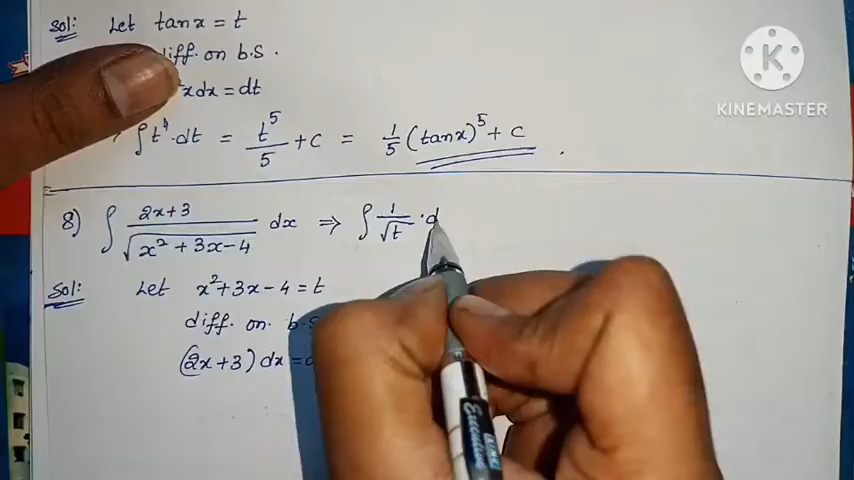 Sol: Let tanx = t
diff. on b.s.
xdx = dt
∫t⁴·dt = t⁵/5 + c = 1/5 (tanx)⁵ + c.
8) ∫ 2x+3/√x²+3x-4 dx ⇒ ∫ 1/√t · d
Sol: Let x²+3x-4 = t
diff. on b.s
(2x+3)dx =
K
KINEMASTER